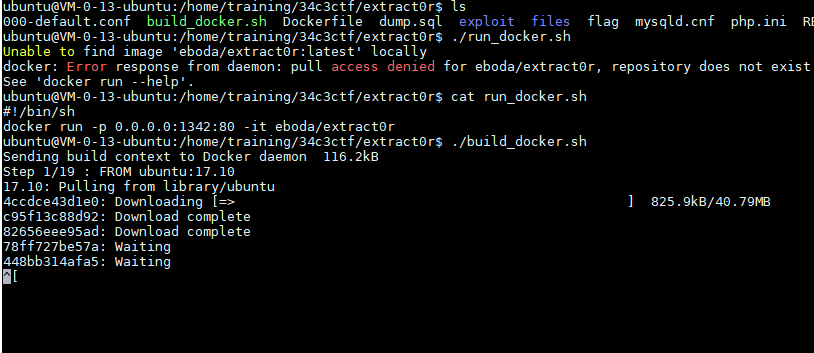 ubuntu@VM-0-13-ubuntu:/home/training/34c3ctf/extract0r$ ls
000-default.conf build_docker.sh Dockerfile dump.sql exploit files flag mysqld.cnf php.ini RE
ubuntu@VM-0-13-ubuntu:/home/training/34c3ctf/extract0r$ ./run_docker.sh
Unable to find image 'eboda/extract0r:latest' locally
docker: Error response from daemon: pull access denied for eboda/extract0r, repository does not exist
See 'docker run --help'.
ubuntu@VM-0-13-ubuntu:/home/training/34c3ctf/extract0r$ cat run_docker.sh
#!/bin/sh
docker run -p 0.0.0.0:1342:80 -it eboda/extract0r
ubuntu@VM-0-13-ubuntu:/home/training/34c3ctf/extract0r$ ./build_docker.sh
Sending build context to Docker daemon 116.2kB
Step 1/19 : FROM ubuntu:17.10
17.10: Pulling from library/ubuntu
4ccdce43d1e0: Downloading [=> ] 825.9kB/40.79MB
c95f13c88d92: Download complete
82656eee95ad: Download complete
78ff727be57a: Waiting
448bb314afa5: Waiting
^[